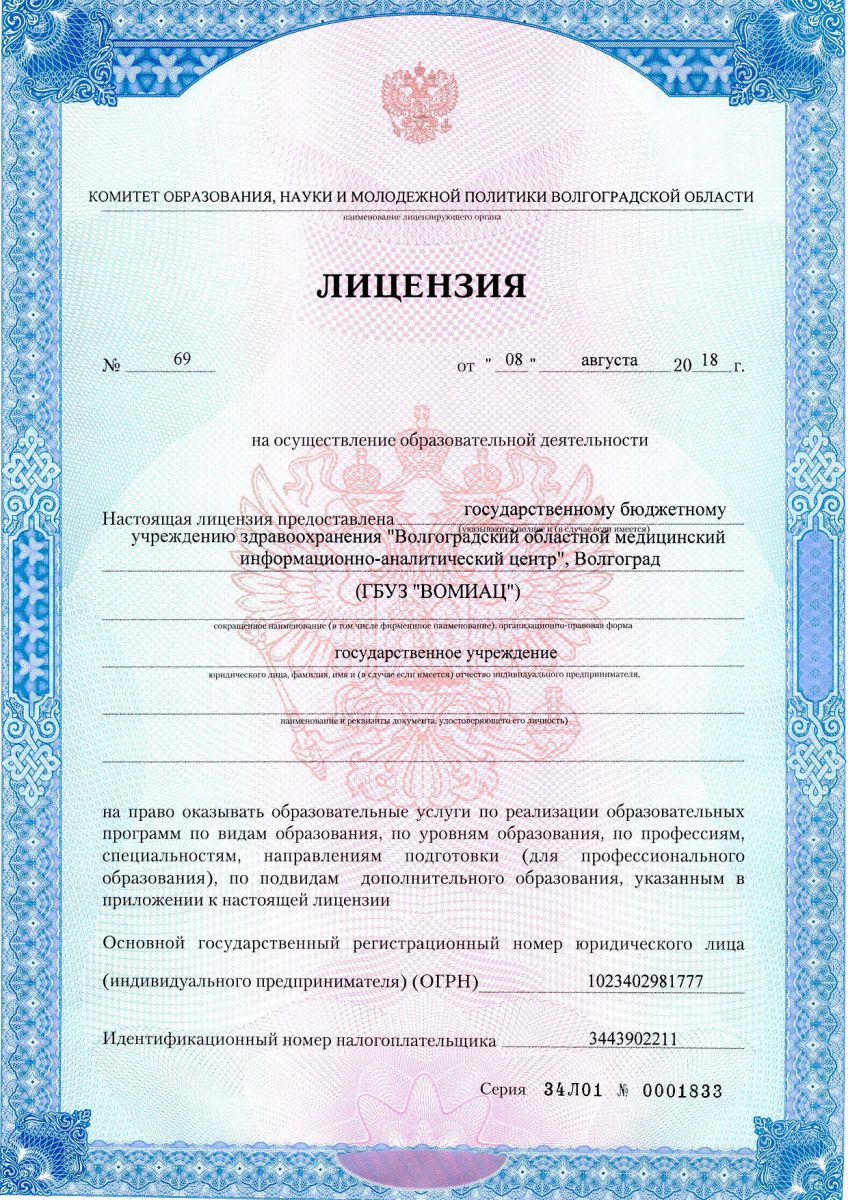 КОМИТЕТ ОБРАЗОВАНИЯ, НАУКИ И МОЛОДЕЖНОЙ ПОЛИТИКИ ВОЛГОГРАДСКОЙ ОБЛАСТИ
наименование лицензирующего органа
ЛИЦЕНЗИЯ
№ 69 от " 08 " августа 20 18 г.
на осуществление образовательной деятельности
Настоящая лицензия предоставлена государственному бюджетному
(указываются полное и (в случае если имеется)
учреждению здравоохранения "Волгоградский областной медицинский
информационно-аналитический центр", Волгоград
(ГБУЗ "ВОМИАЦ")
сокращенное наименование (в том числе фирменное наименование), организационно-правовая форма
государственное учреждение
юридического лица, фамилия, имя и (в случае если имеется) отчество индивидуального предпринимателя,
наименование и реквизиты документа, удостоверяющего его личность)
на право оказывать образовательные услуги по реализации образовательных
программ по видам образования, по уровням образования, по профессиям,
специальностям, направлениям подготовки (для профессионального
образования), по подвидам дополнительного образования, указанным в
приложении к настоящей лицензии
Основной государственный регистрационный номер юридического лица
(индивидуального предпринимателя) (ОГРН) 1023402981777
Идентификационный номер налогоплательщика 3443902211
Серия 34Л01 № 0001833